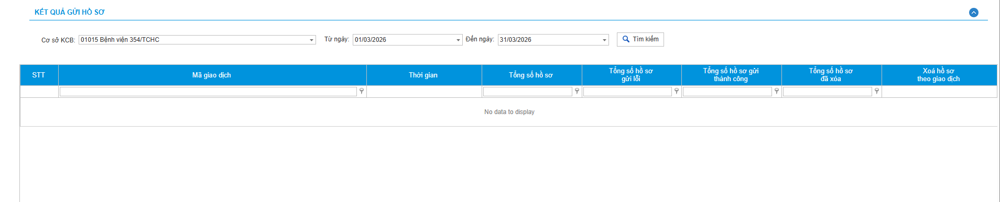 KẾT QUẢ GỬI HỒ SƠ
Cơ sở KCB: 01015 Bệnh viện 354/TCHC Từ ngày: 01/03/2026 Đến ngày: 31/03/2026 Tìm kiếm
STT Mã giao dịch Thời gian Tổng số hồ sơ Tổng số hồ sơ gửi lỗi Tổng số hồ sơ gửi thành công Tổng số hồ sơ đã xóa Xoá hồ sơ theo giao dịch
No data to display